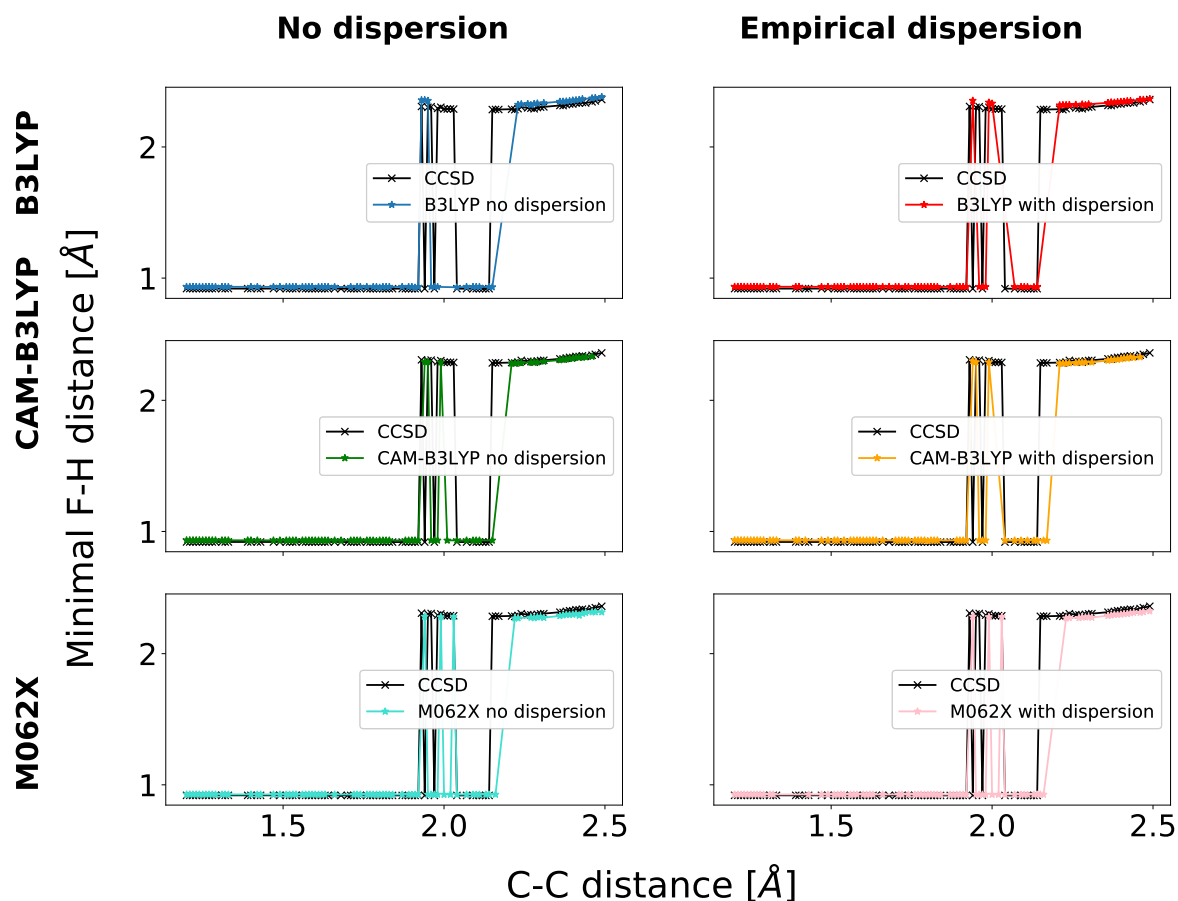 No dispersion
Empirical dispersion
B3LYP
CAM-B3LYP
M062X
Minimal F-H distance [Å]
2
1
CCSD
B3LYP no dispersion
CCSD
B3LYP with dispersion
2
1
CCSD
CAM-B3LYP no dispersion
CCSD
CAM-B3LYP with dispersion
2
1
CCSD
M062X no dispersion
CCSD
M062X with dispersion
1.5
2.0
2.5
1.5
2.0
2.5
C-C distance [Å]